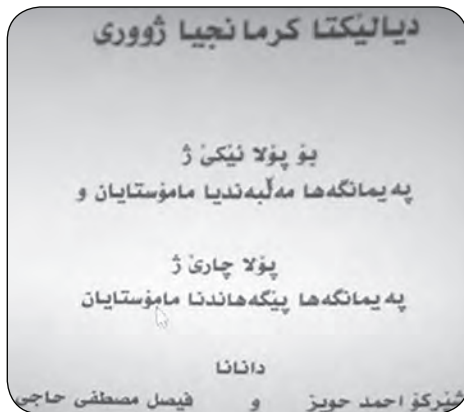 دیالێکتا کرمانجیا ژووری
بۆ پۆلا ئێکێ ژ
پەیمانگەها مەڵبەندیا مامۆستایان و
پۆلا چارێ ژ
پەیمانگەها پێگەهاندنا مامۆستایان
دانانا
شێرکۆ احمد حویز و فیصل مصطفی حاجی